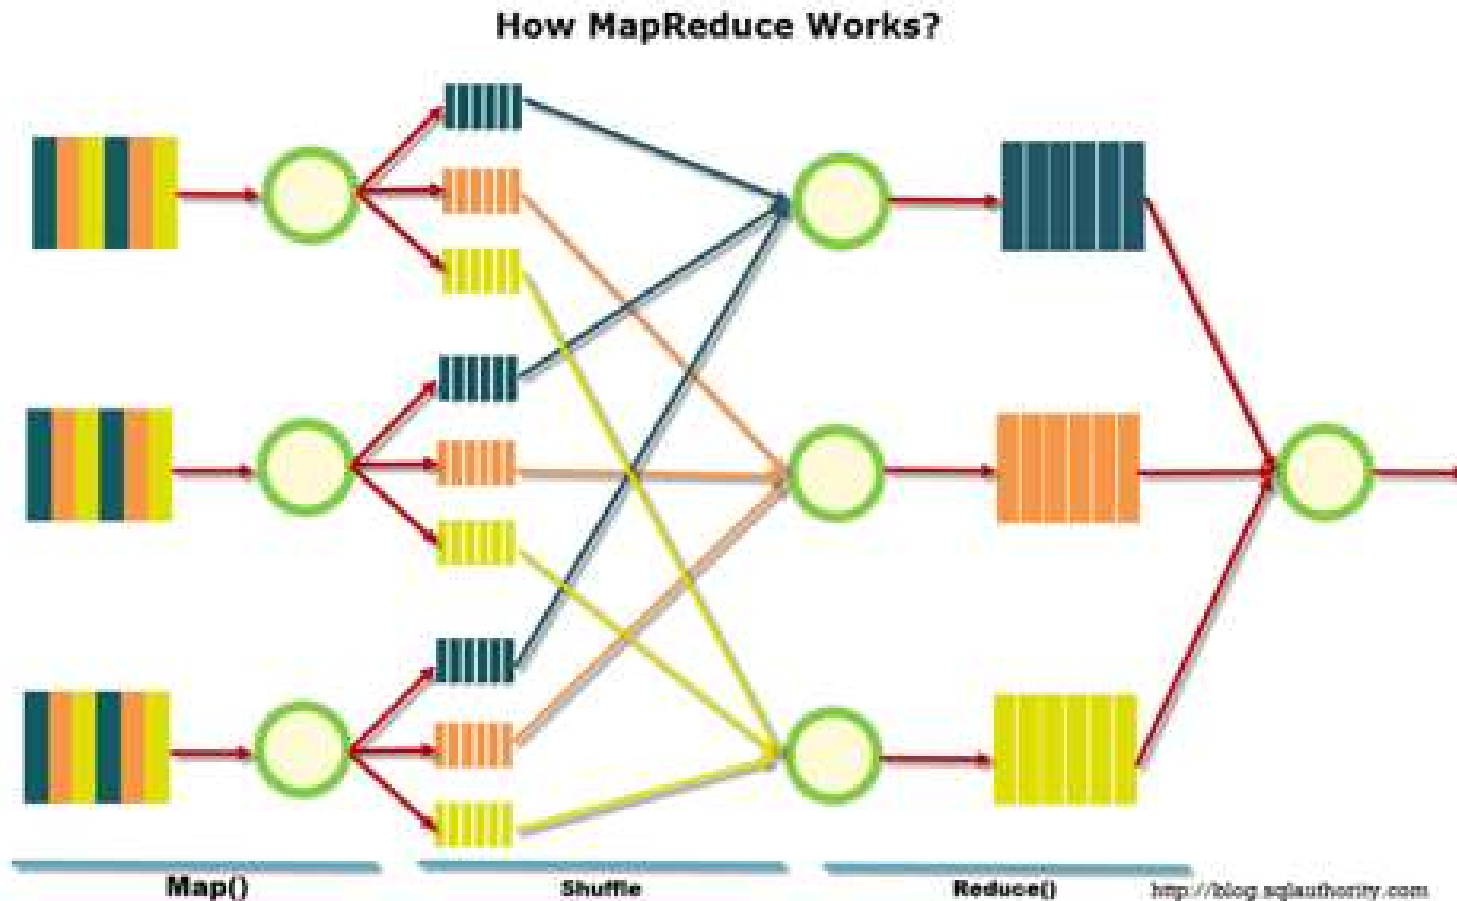 How MapReduce Works?
Map()
Shuffle
Reduce()
http://blog.sqlauthority.com